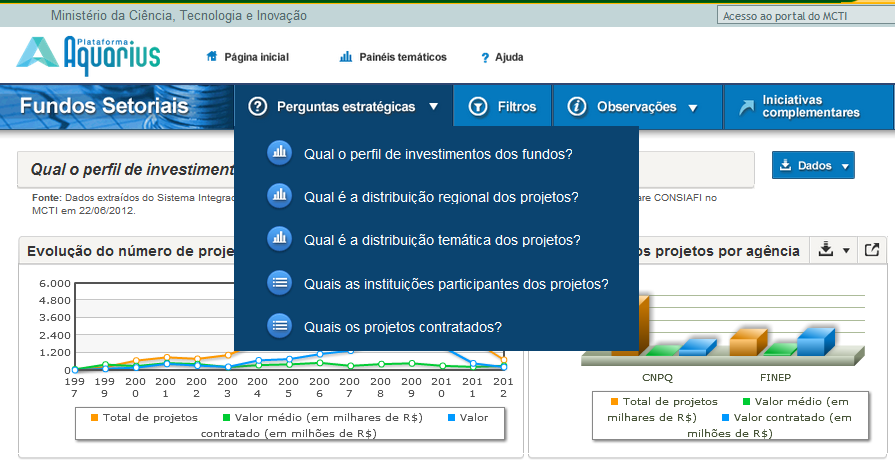 Ministério da Ciência, Tecnologia e Inovação
Acesso ao portal do MCTI
Plataforma
Aquarius
Página inicial
Painéis temáticos
? Ajuda
Fundos Setoriais
? Perguntas estratégicas
Filtros
i Observações
Iniciativas
complementares
Qual o perfil de investimentos dos fundos?
Qual é a distribuição regional dos projetos?
Qual é a distribuição temática dos projetos?
Quais as instituições participantes dos projetos?
Quais os projetos contratados?
Qual o perfil de
Dados
Fonte: Dados extraídos do Sistema
CONSIAFI no
MCTI em 22/06/2012.
Evolução do número de
projetos por agência
6.000
4.800
3.600
2.400
1.200
0
199 199 200 200 200 200 200 200 200 200 200 200 201 201 201
7 9 0 1 2 3 4 5 6 7 8 9 0 1 2
Total de projetos Valor médio (em milhares de R$) Valor
contratado (em milhões de R$)
CNPQ FINEP
Total de projetos Valor médio (em
milhares de R$) Valor contratado (em
milhões de R$)